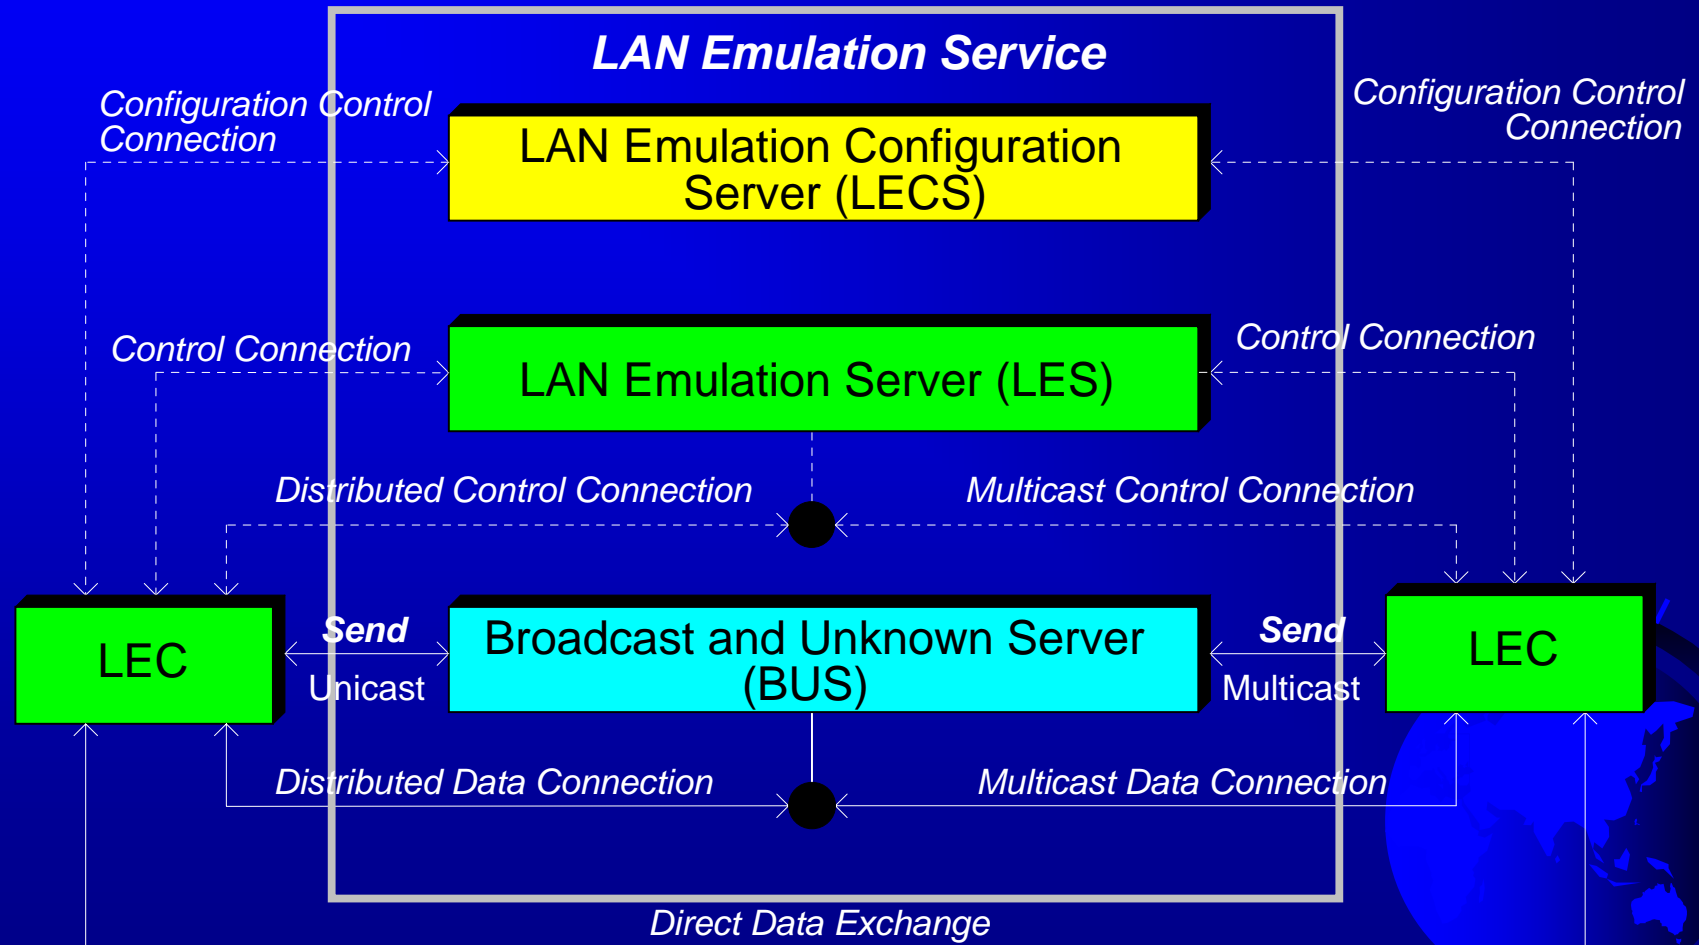 LAN Emulation Service
Configuration Control
Connection
Configuration Control
Connection
LAN Emulation Configuration
Server (LECS)
Control Connection
Control Connection
LAN Emulation Server (LES)
Distributed Control Connection
Multicast Control Connection
LEC
Send
Unicast
Broadcast and Unknown Server
(BUS)
Send
Multicast
LEC
Distributed Data Connection
Multicast Data Connection
Direct Data Exchange